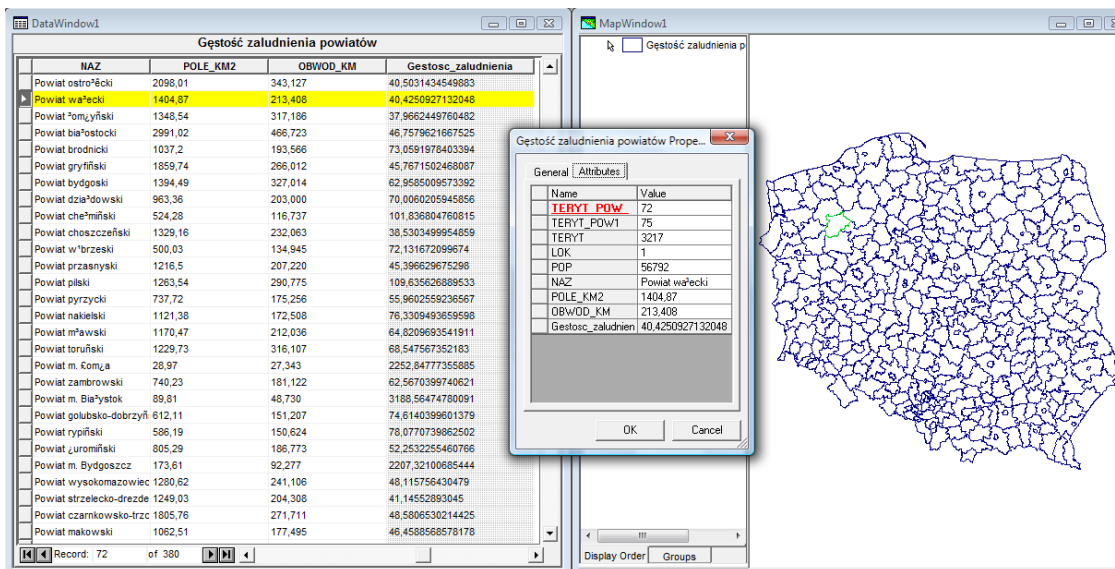 DataWindow1
Gęstość zaludnienia powiatów
NAZ POLE_KM2 OBWOD_KM Gestosc_zaludnienia
Powiat ostro³êcki 2098,01 343,127 40,5031434549883
Powiat wa³ecki 1404,87 213,408 40,4250927132048
Powiat ³om¿yñski 1348,54 317,186 37,9662449760482
Powiat bia³ostocki 2991,02 466,723 46,7579621667525
Powiat brodnicki 1037,2 193,566 73,0591978403394
Powiat gryfiñski 1859,74 266,012 45,7671502468087
Powiat bydgoski 1394,49 327,014 62,9585009573392
Powiat dzia³dowski 963,36 203,000 70,0060205945856
Powiat che³miñski 524,28 116,737 101,836804760815
Powiat choszczeñski 1329,16 232,063 38,5303499954859
Powiat w¹brzeski 500,03 134,945 72,131672099674
Powiat przasnyski 1216,5 207,220 45,396629675298
Powiat pilski 1263,54 290,775 109,635626889533
Powiat pyrzycki 737,72 175,256 55,9602559236567
Powiat nakielski 1121,38 172,508 76,3309493659598
Powiat m³awski 1170,47 212,036 64,8209693541911
Powiat toruñski 1229,73 316,107 68,547567352183
Powiat m. £om¿a 28,97 27,343 2252,84777355885
Powiat zambrowski 740,23 181,122 62,5670399740621
Powiat m. Bia³ystok 89,81 48,730 3188,56474780091
Powiat golubsko-dobrzyñ 612,11 151,207 74,6140399601379
Powiat rypiñski 586,19 150,624 78,0770739862502
Powiat ¿uromiñski 805,29 186,773 52,2532255460766
Powiat m. Bydgoszcz 173,61 92,277 2207,32100685444
Powiat wysokomazowiec 1280,62 241,106 48,115756430479
Powiat strzelecko-drezde 1249,03 204,308 41,14552893045
Powiat czarnkowsko-trzc 1805,76 271,711 48,5806530214425
Powiat makowski 1062,51 177,495 46,4588568578178
Record: 72 of 380
Gęstość zaludnienia powiatów Prope...
General Attributes
Name Value
TERYT_POW_ 72
TERYT_POW1 75
TERYT 3217
LOK 1
POP 56792
NAZ Powiat wa³ecki
POLE_KM2 1404,87
OBWOD_KM 213,408
Gestosc_zaludnien 40,4250927132048
OK Cancel
MapWindow1
Gęstość zaludnienia p
Display Order Groups